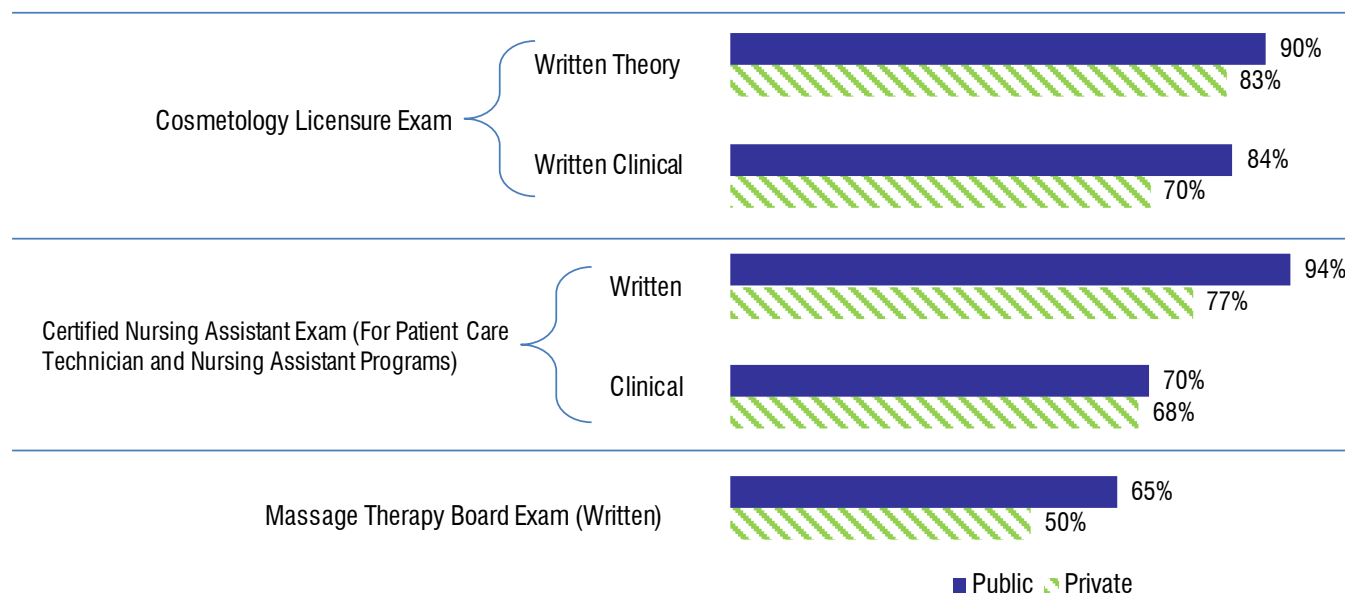 Written Theory
90%
83%
Cosmetology Licensure Exam
Written Clinical
84%
70%
Written
94%
77%
Certified Nursing Assistant Exam (For Patient Care
Technician and Nursing Assistant Programs)
Clinical
70%
68%
Massage Therapy Board Exam (Written)
65%
50%
Public Private